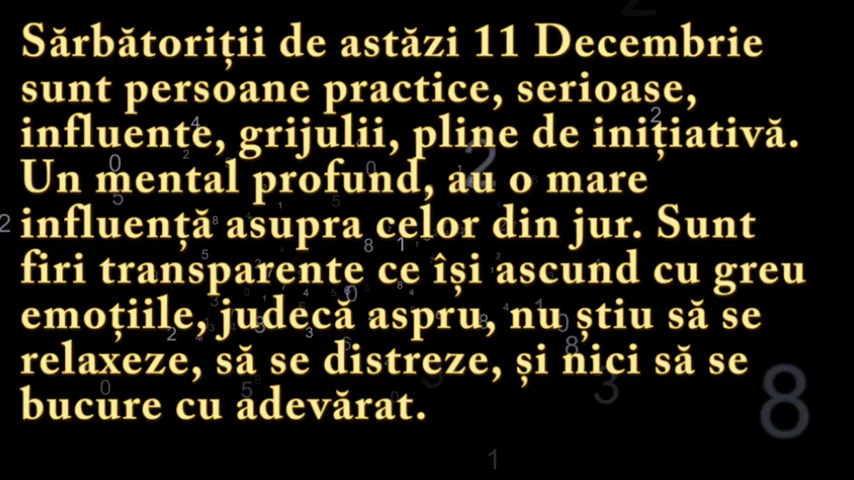 Sărbătoriții de astăzi 11 Decembrie
sunt persoane practice, serioase,
influente, grijulii, pline de inițiativă.
Un mental profund, au o mare
influență asupra celor din jur. Sunt
firi transparente ce își ascund cu greu
emoțiile, judecă aspru, nu știu să se
relaxeze, să se distreze, și nici să se
bucure cu adevărat.